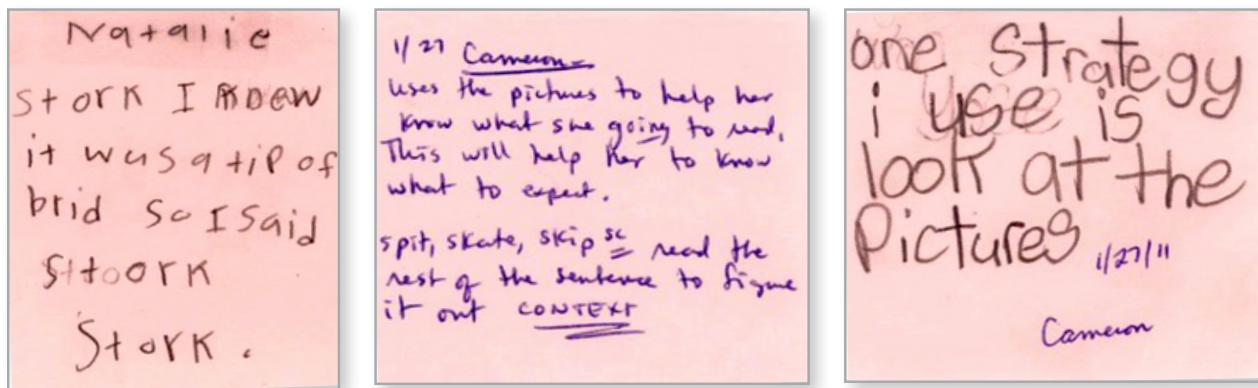 Natalie
stork I knew
it was a tip of
brid so I said
sttoork
Stork.
1/27 Cameron-
uses the pictures to help her
know what she going to read.
This will help her to know
what to expect.
spit, skate, skip sc read the
rest of the sentence to figure
it out CONTEXT
one strategy
i use is
look at the
Pictures 1/27/11
Cameron